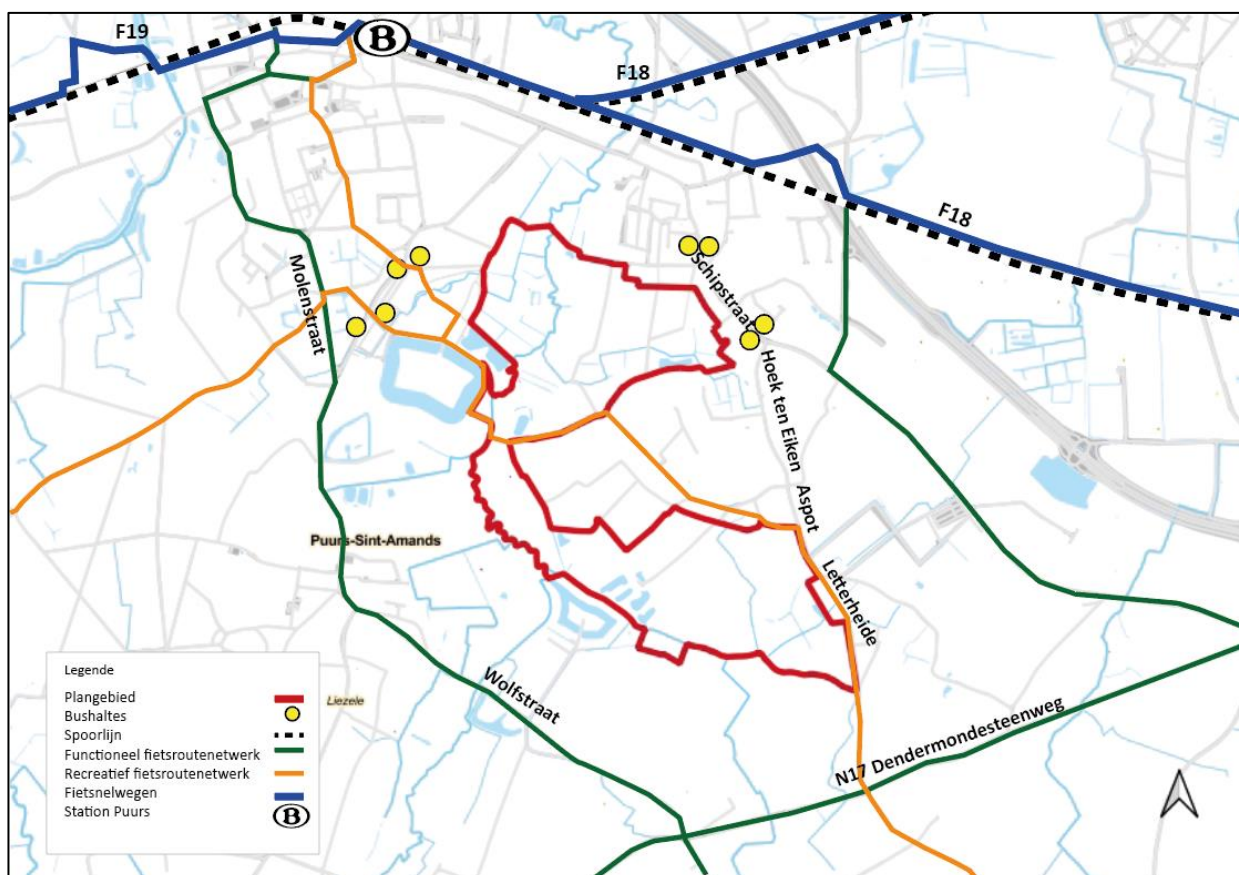 F19
B
F18
F18
Molenstraat
Schipstraat
Hoek ten Eiken
Aspot
Puurs-Sint-Amands
Letterheide
Wolfstraat
N17 Dendermondesteenweg
Liezele
Legende
Plangebied
Bushaltes
Spoorlijn
Functioneel fietsroutenetwerk
Recreatief fietsroutenetwerk
Fietsnelwegen
Station Puurs
B